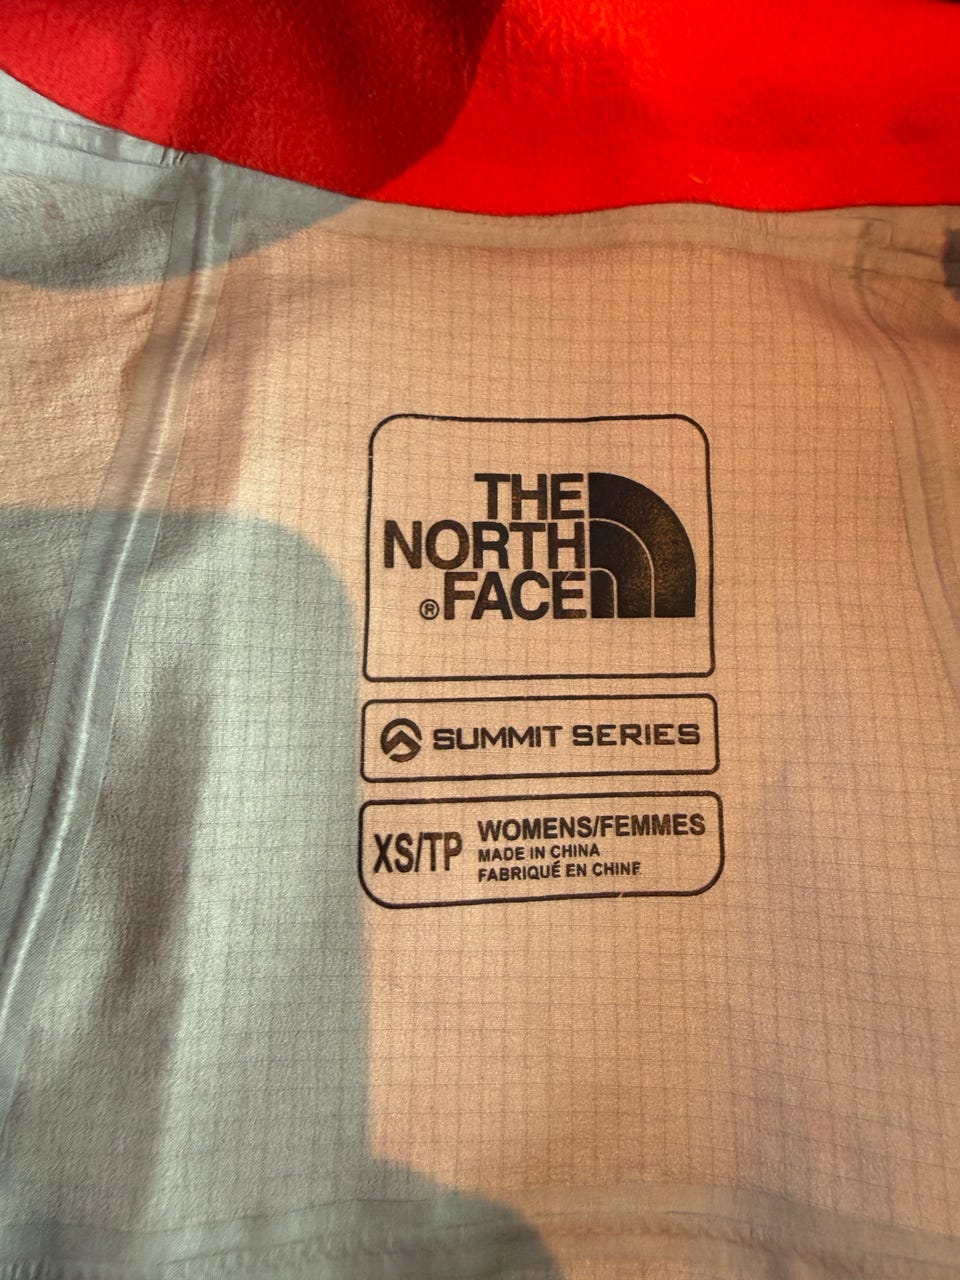 THE
NORTH
®FACE
SUMMIT SERIES
XS/TP
WOMENS/FEMMES
MADE IN CHINA
FABRIQUÉ EN CHINE